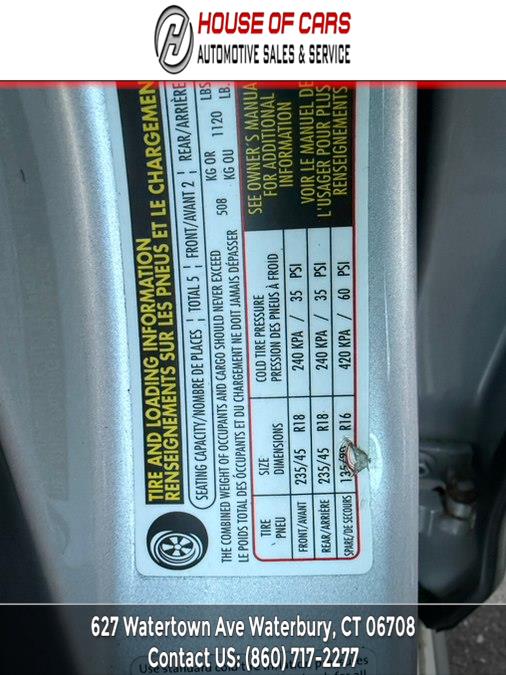 HOUSE OF CARS
AUTOMOTIVE SALES & SERVICE
TIRE AND LOADING INFORMATION
RENSEIGNEMENTS SUR LES PNEUS ET LE CHARGEMENT
SEATING CAPACITY/NOMBRE DE PLACES TOTAL 5 FRONT/AVANT 2 REAR/ARRIÈRE
THE COMBINED WEIGHT OF OCCUPANTS AND CARGO SHOULD NEVER EXCEED 508 KG OR 1120 LBS.
LE POIDS TOTAL DES OCCUPANTS ET DU CHARGEMENT NE DOIT JAMAIS DÉPASSER KG OU LB.
TIRE SIZE COLD TIRE PRESSURE
PNEU DIMENSIONS PRESSION DES PNEUS À FROID
FRONT/AVANT 235/45 R18 240 KPA / 35 PSI
REAR/ARRIÈRE 235/45 R18 240 KPA / 35 PSI
SPARE/DE SECOURS 135/ R16 420 KPA / 60 PSI
SEE OWNER'S MANUAL
FOR ADDITIONAL
INFORMATION
VOIR LE MANUEL DE
L'USAGER POUR PLUS
RENSEIGNEMENTS
627 Watertown Ave Waterbury, CT 06708
Contact US: (860) 717-2277